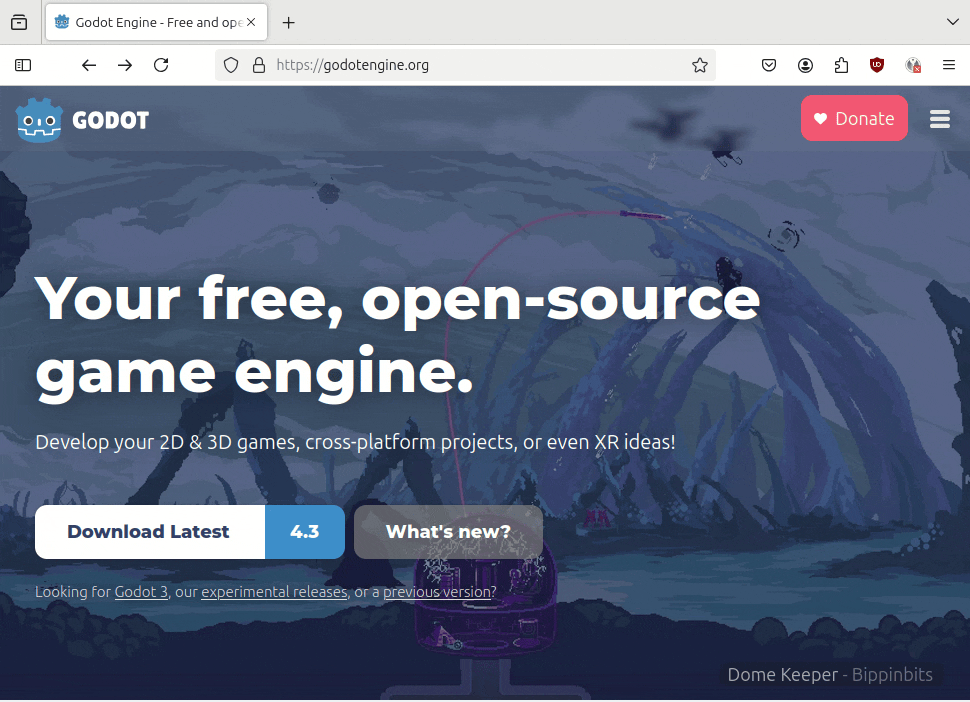 Godot Engine - Free and ope
https://godotengine.org
GODOT
Donate
Your free, open-source
game engine.
Develop your 2D & 3D games, cross-platform projects, or even XR ideas!
Download Latest 4.3 What's new?
Looking for Godot 3, our experimental releases, or a previous version?
Dome Keeper - Bippinbits